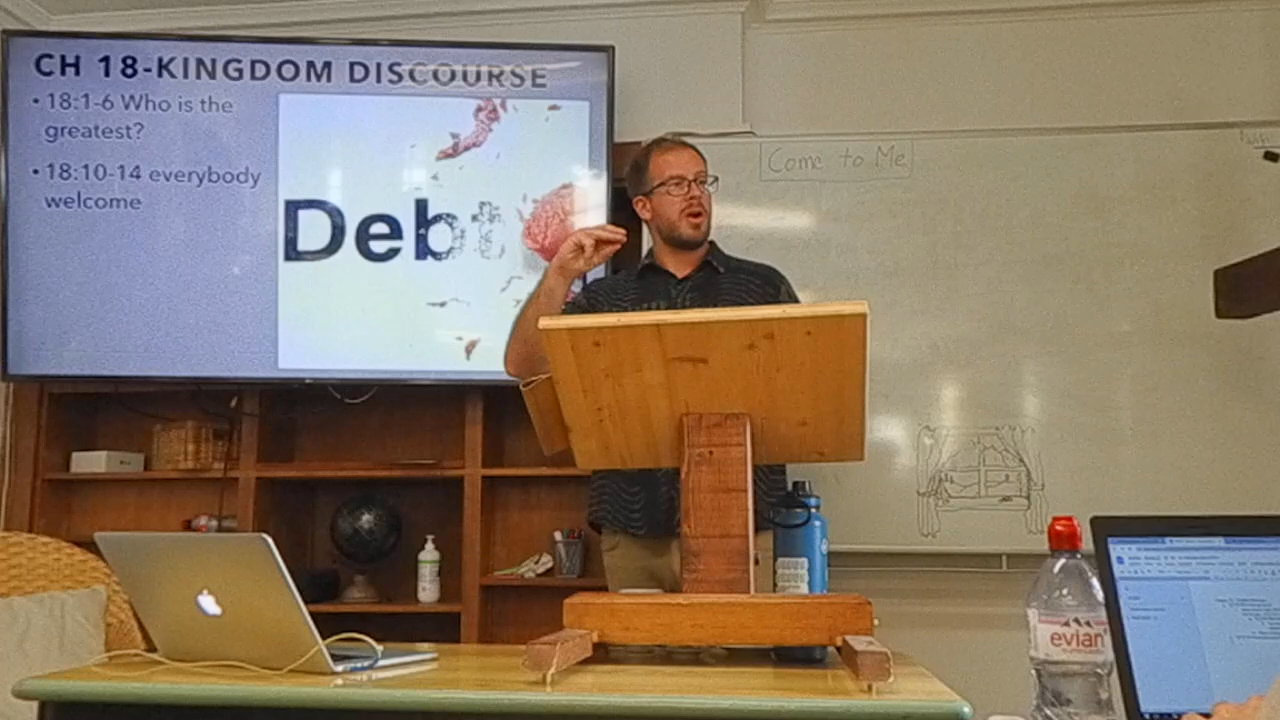 CH 18-KINGDOM DISCOURSE
• 18:1-6 Who is the
greatest?
• 18:10-14 everybody
welcome
Debt
Come to Me
evian